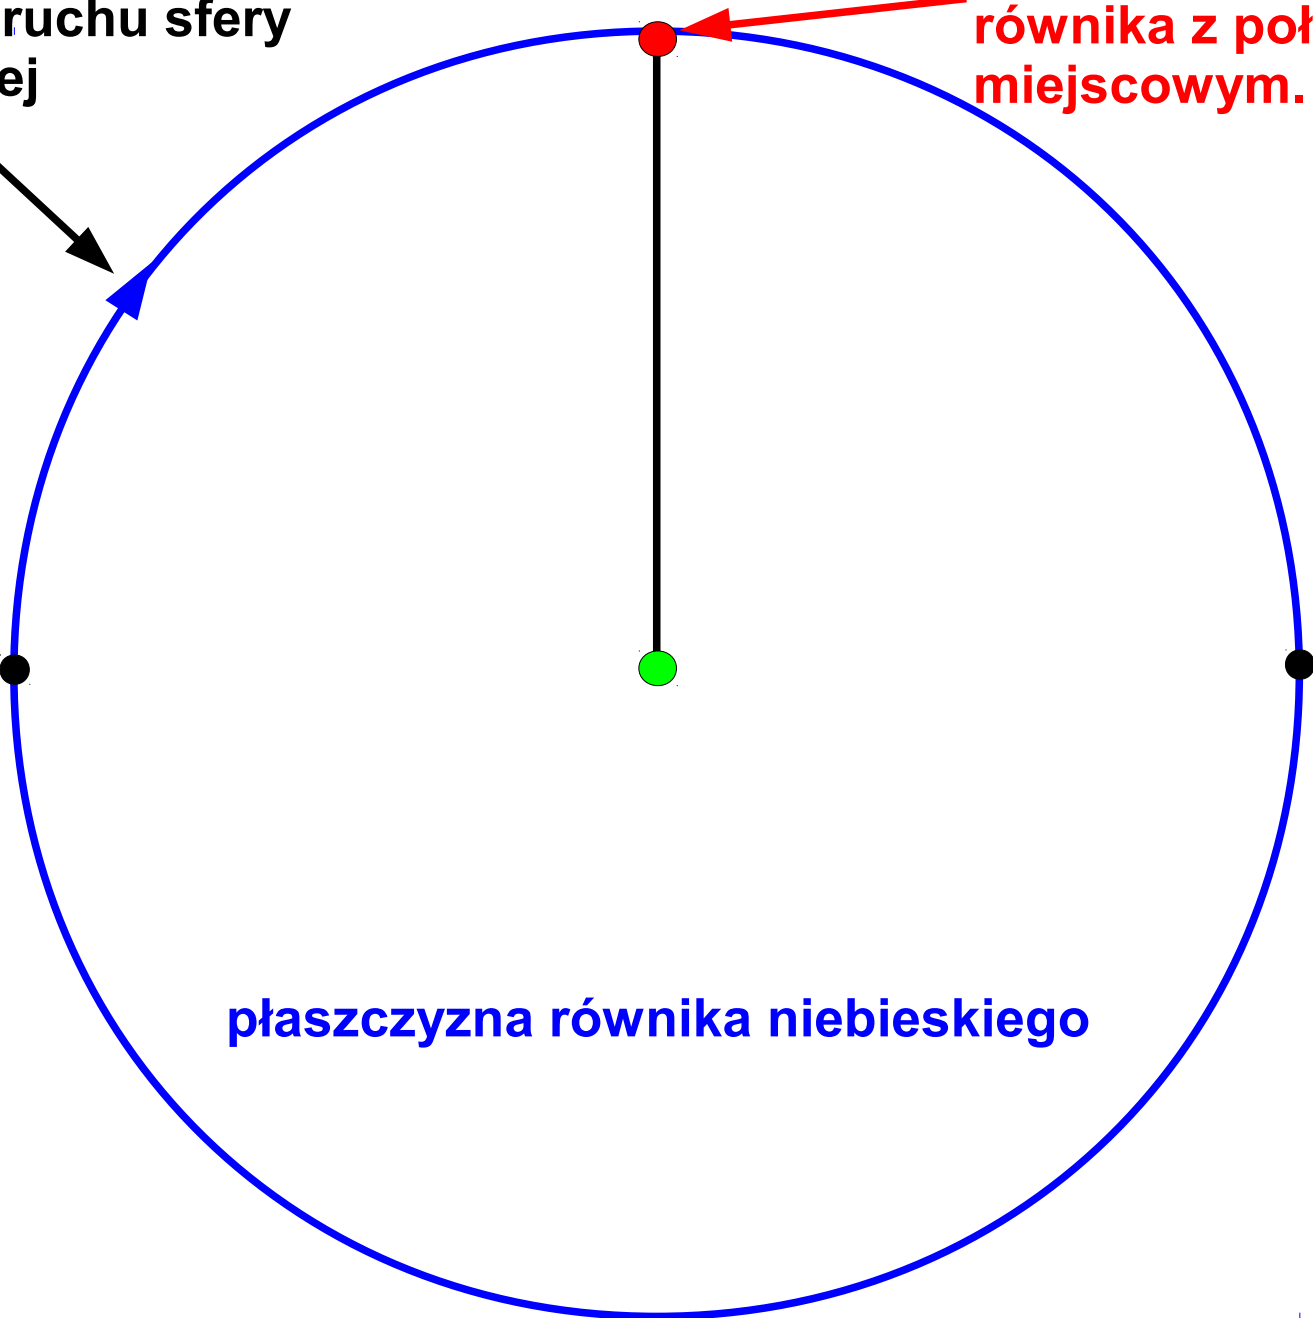 ruchu sfery
ej
równika z poł
miejscowym.
płaszczyzna równika niebieskiego